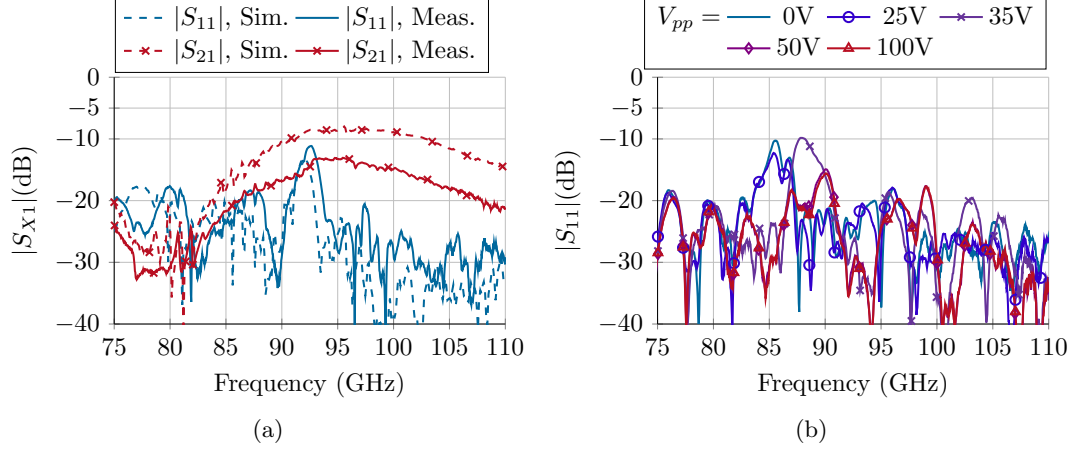 |S11|, Sim. |S11|, Meas.
|S21|, Sim. |S21|, Meas.
0
−5
−10
−20
−30
−40
|SX1|(dB)
75 80 85 90 95 100 105 110
Frequency (GHz)
(a)
Vpp = 0V 25V 35V
50V 100V
0
−5
−10
−20
−30
−40
|S11|(dB)
75 80 85 90 95 100 105 110
Frequency (GHz)
(b)